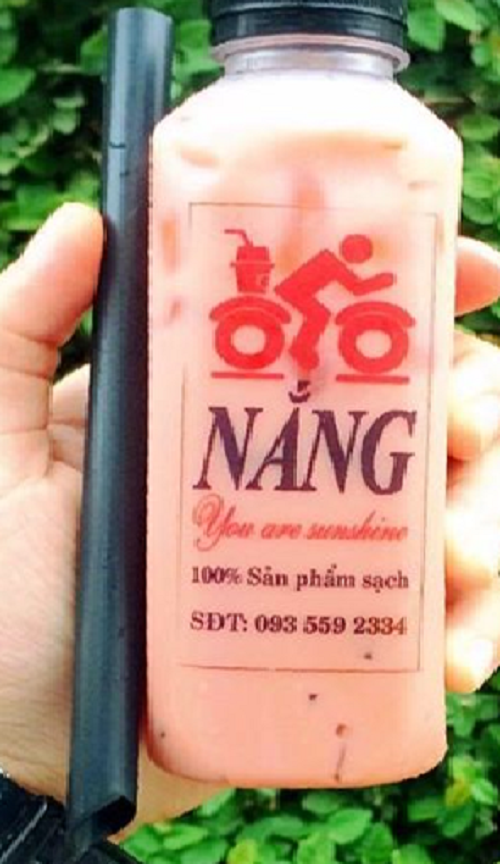 NẮNG
You are sunshine
100% Sản phẩm sạch
SĐT: 093 559 2334